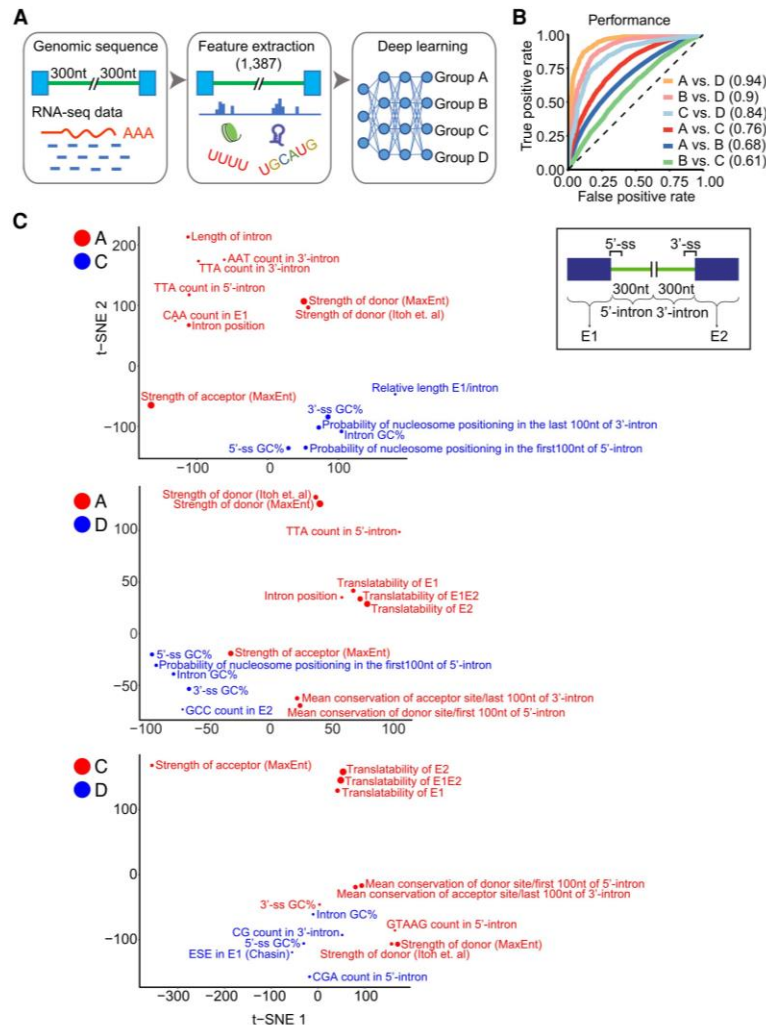 A
Genomic sequence
300nt 300nt
RNA-seq data
AAA
Feature extraction
(1,387)
UUUU
UGCAUG
Deep learning
Group A
Group B
Group C
Group D
B
Performance
True positive rate
1.00
0.75
0.50
0.25
0.00
A vs. D (0.94)
B vs. D (0.9)
C vs. D (0.84)
A vs. C (0.76)
A vs. B (0.68)
B vs. C (0.61)
0.00 0.25 0.50 0.75 1.00
False positive rate
C
A
C
t-SNE 2
200
100
0
−100
Length of intron
AAT count in 3'-intron
TTA count in 3'-intron
TTA count in 5'-intron
Strength of donor (MaxEnt)
Strength of donor (Itoh et. al)
CAA count in E1
Intron position
Relative length E1/intron
Strength of acceptor (MaxEnt)
3'-ss GC%
Probability of nucleosome positioning in the last 100nt of 3'-intron
Intron GC%
5'-ss GC%
Probability of nucleosome positioning in the first100nt of 5'-intron
−100 0 100
5'-ss 3'-ss
300nt 300nt
5'-intron 3'-intron
E1 E2
A
D
100
50
0
−50
Strength of donor (Itoh et. al)
Strength of donor (MaxEnt)
TTA count in 5'-intron
Translatability of E1
Intron position
Translatability of E1E2
Translatability of E2
5'-ss GC%
Strength of acceptor (MaxEnt)
Probability of nucleosome positioning in the first100nt of 5'-intron
Intron GC%
3'-ss GC%
Mean conservation of acceptor site/last 100nt of 3'-intron
GCC count in E2
Mean conservation of donor site/first 100nt of 5'-intron
−100 −50 0 50 100
C
D
100
0
−100
Strength of acceptor (MaxEnt)
Translatability of E2
Translatability of E1E2
Translatability of E1
Mean conservation of donor site/first 100nt of 5'-intron
Mean conservation of acceptor site/last 100nt of 3'-intron
3'-ss GC%
Intron GC%
GTAAG count in 5'-intron
CG count in 3'-intron
5'-ss GC%
Strength of donor (MaxEnt)
ESE in E1 (Chasin)
Strength of donor (Itoh et. al)
CGA count in 5'-intron
−300 −200 −100 0 100
t-SNE 1